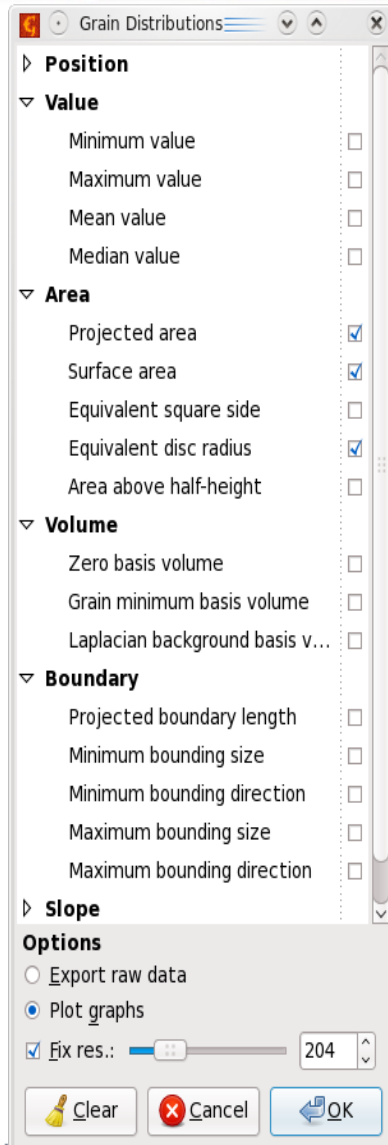 Grain Distributions
Position
Value
Minimum value
Maximum value
Mean value
Median value
Area
Projected area
Surface area
Equivalent square side
Equivalent disc radius
Area above half-height
Volume
Zero basis volume
Grain minimum basis volume
Laplacian background basis v...
Boundary
Projected boundary length
Minimum bounding size
Minimum bounding direction
Maximum bounding size
Maximum bounding direction
Slope
Options
Export raw data
Plot graphs
Fix res.: 204
Clear Cancel OK